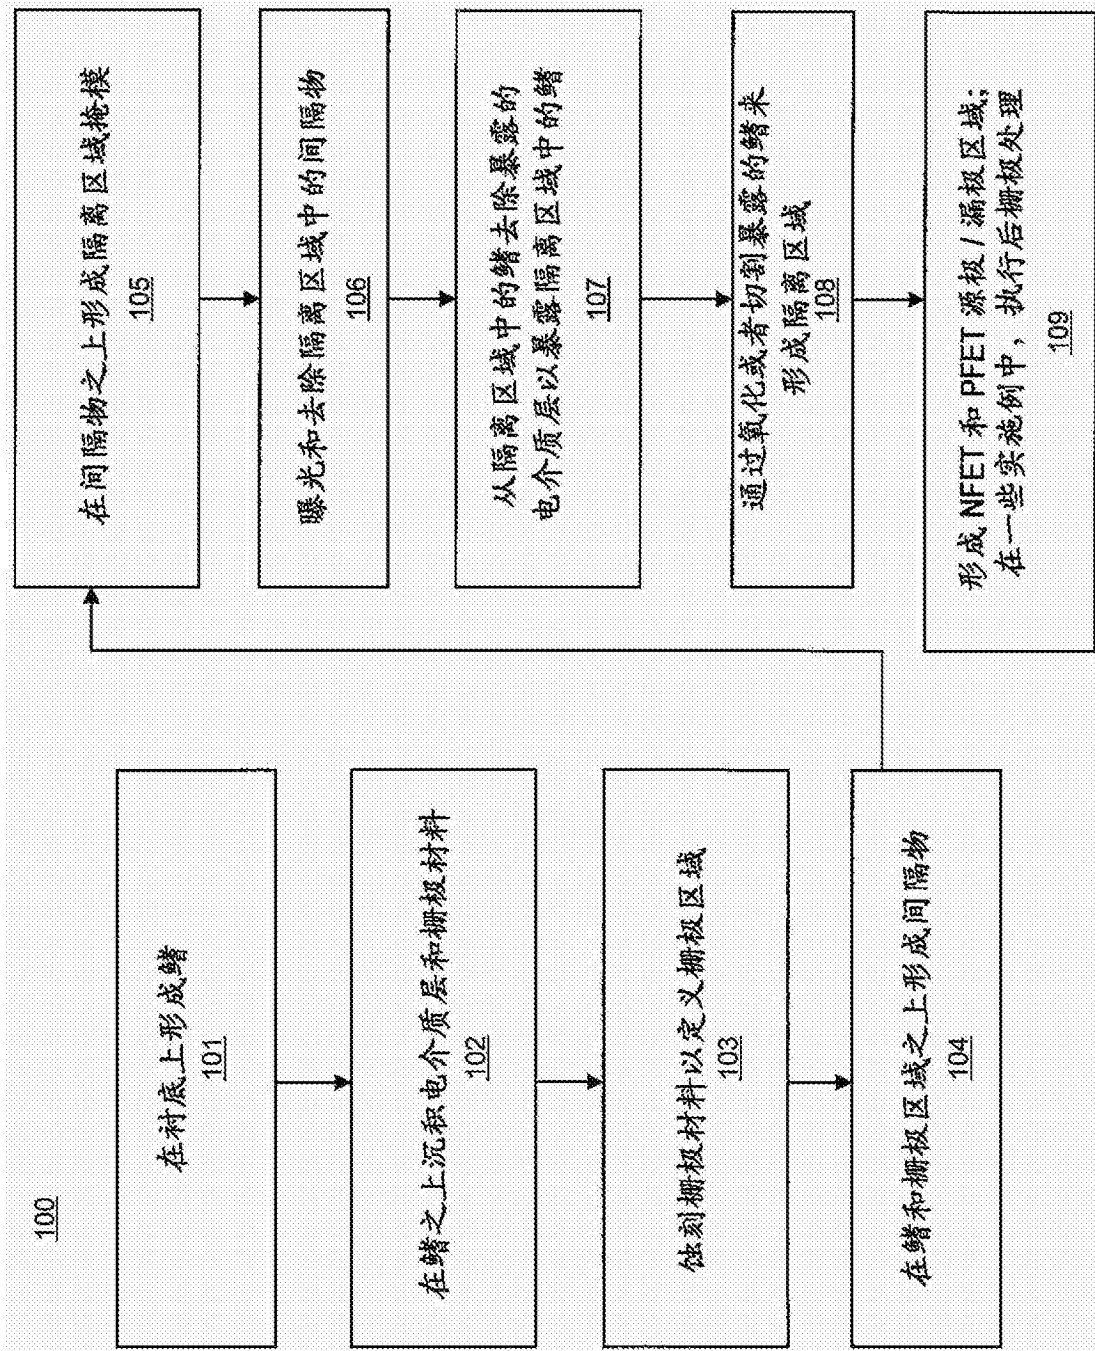 100
在衬底上形成鳍
101
在鳍之上沉积电介质层和栅极材料
102
蚀刻栅极材料以定义栅极区域
103
在鳍和栅极区域之上形成间隔物
104
在间隔物之上形成隔离区域掩模
105
曝光和去除隔离区域中的间隔物
106
从隔离区域中的鳍去除暴露的
电介质层以暴露隔离区域中的鳍
107
通过氧化或者切割暴露的鳍来
形成隔离区域
108
形成 NFET 和 PFET 源极 / 漏极区域;
在一些实施例中，执行后栅极处理
109